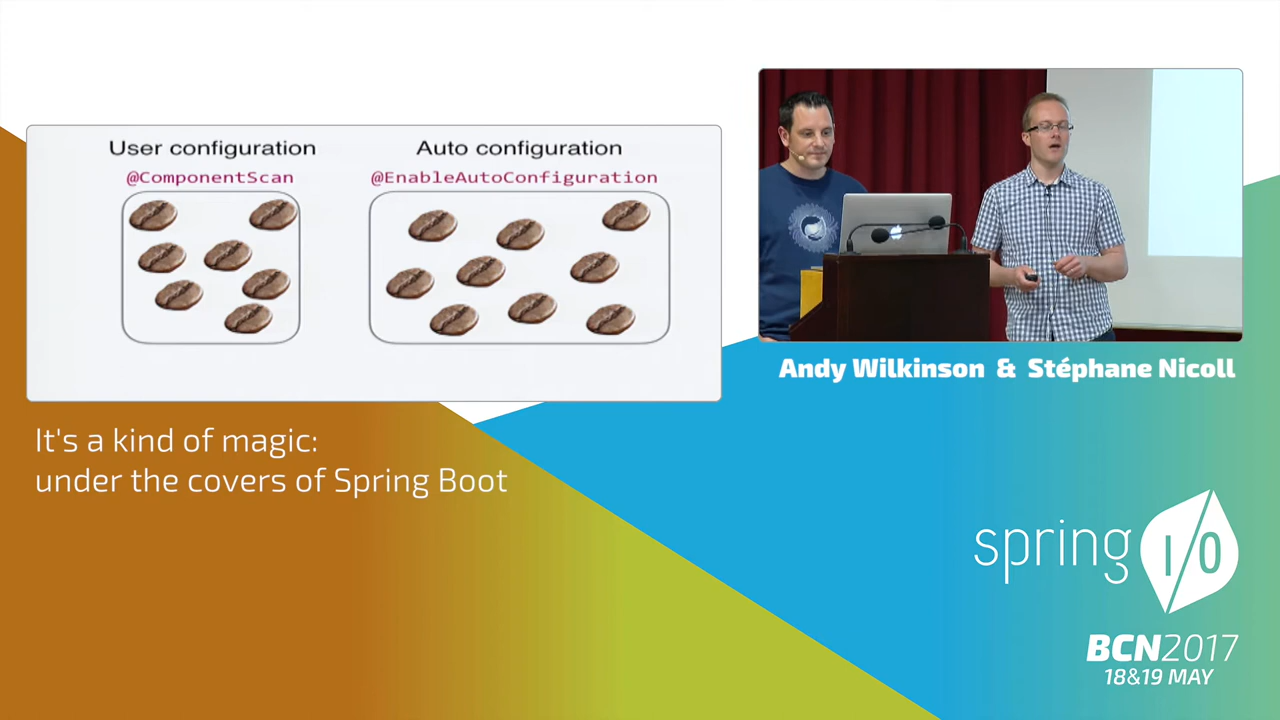 User configuration
@ComponentScan
Auto configuration
@EnableAutoConfiguration
Andy Wilkinson & Stéphane Nicoll
It's a kind of magic:
under the covers of Spring Boot
spring I/O
BCN2017
18&19 MAY